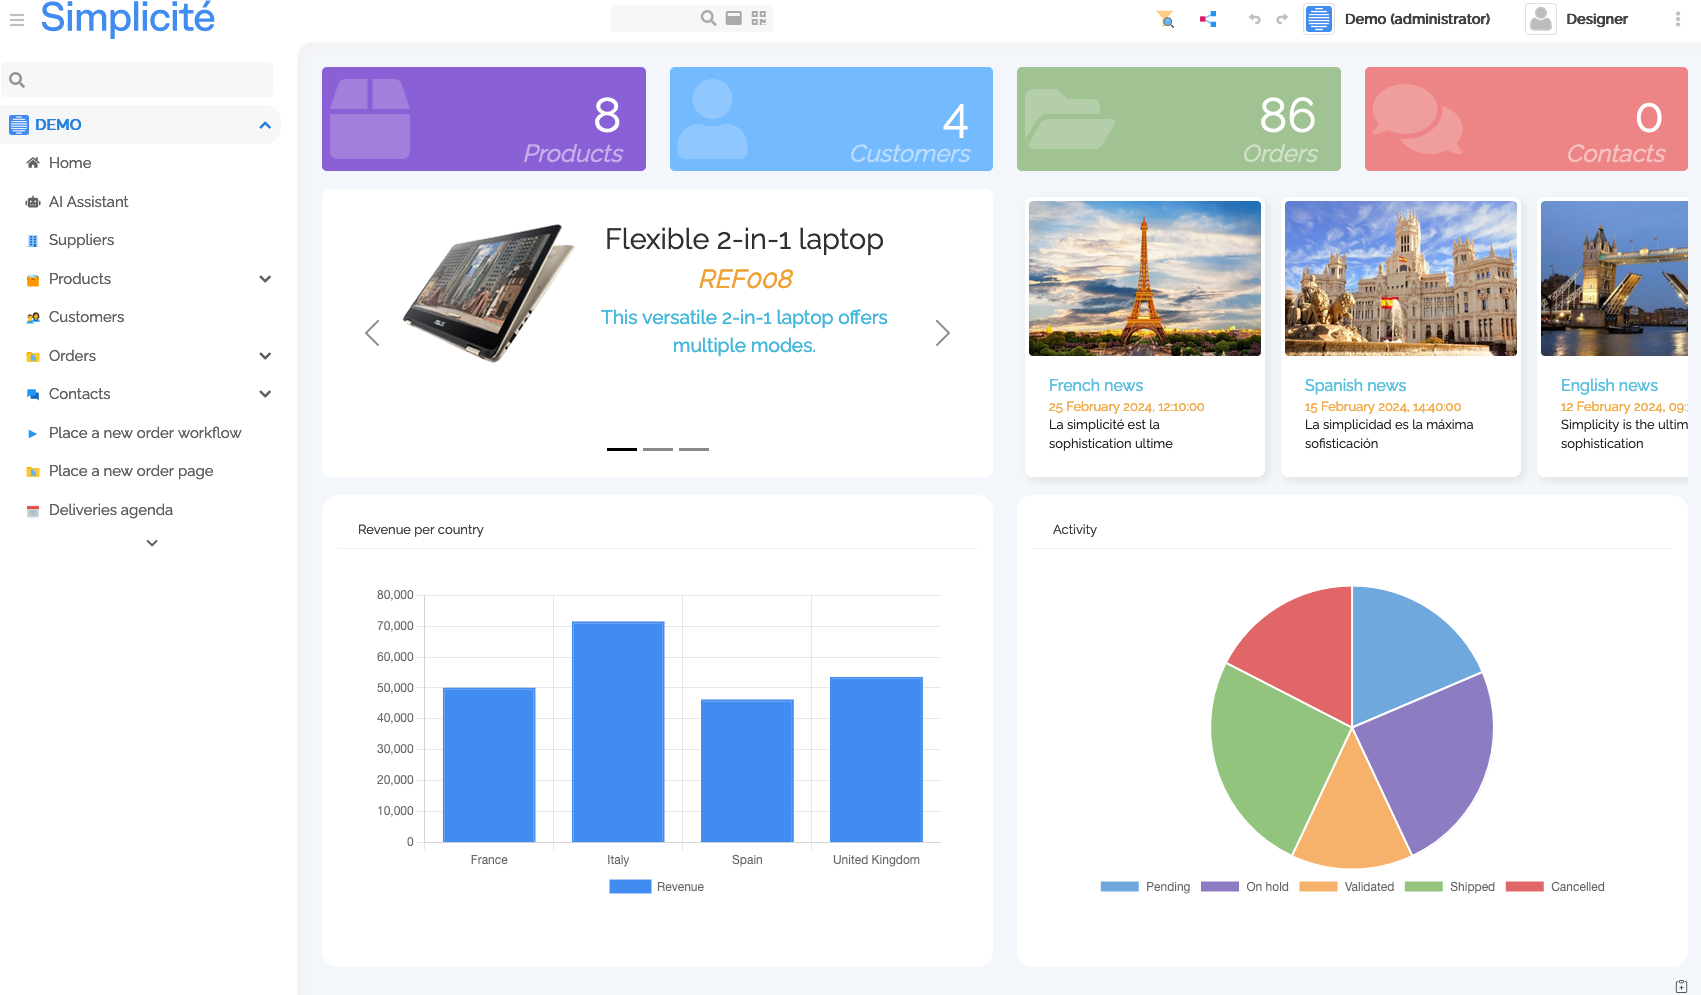 Simplicité
Demo (administrator)
Designer
DEMO
Home
AI Assistant
Suppliers
Products
Customers
Orders
Contacts
Place a new order workflow
Place a new order page
Deliveries agenda
8
Products
4
Customers
86
Orders
0
Contacts
Flexible 2-in-1 laptop
REF008
This versatile 2-in-1 laptop offers
multiple modes.
French news
25 February 2024, 12:10:00
La simplicité est la
sophistication ultime
Spanish news
15 February 2024, 14:40:00
La simplicidad es la máxima
sofisticación
English news
12 February 2024, 09:
Simplicity is the ultim
sophistication
Revenue per country
80,000
70,000
60,000
50,000
40,000
30,000
20,000
10,000
0
France
Italy
Spain
United Kingdom
Revenue
Activity
Pending
On hold
Validated
Shipped
Cancelled